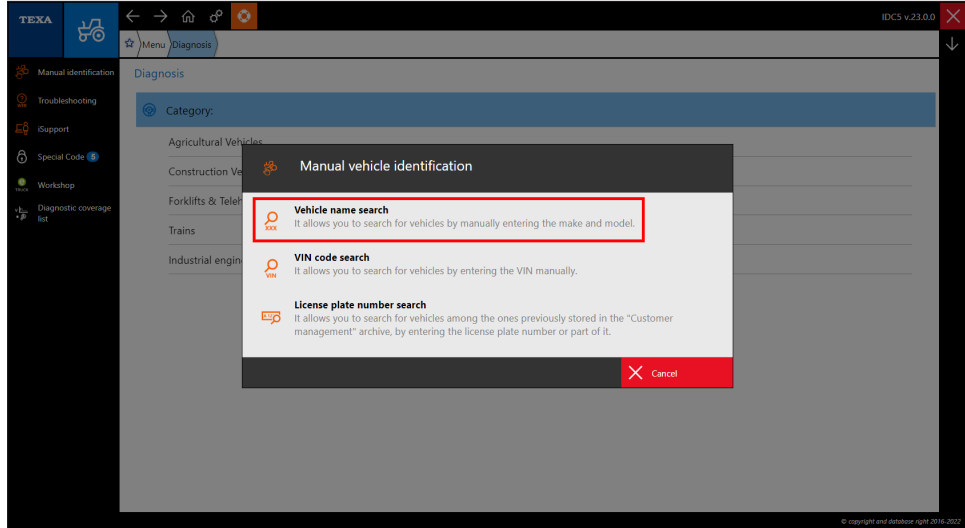 TEXA
IDC5 v.23.0.0
Menu
Diagnosis
Manual identification
Troubleshooting
iSupport
Special Code 5
TRUCK
Workshop
Diagnostic coverage
list
Diagnosis
Category:
Agricultural Vehicles
Construction Ve
Forklifts & Teleh
Trains
Industrial engin
Manual vehicle identification
XXX
Vehicle name search
It allows you to search for vehicles by manually entering the make and model.
VIN
VIN code search
It allows you to search for vehicles by entering the VIN manually.
License plate number search
It allows you to search for vehicles among the ones previously stored in the "Customer
management" archive, by entering the license plate number or part of it.
Cancel
© copyright and database right 2016-2022